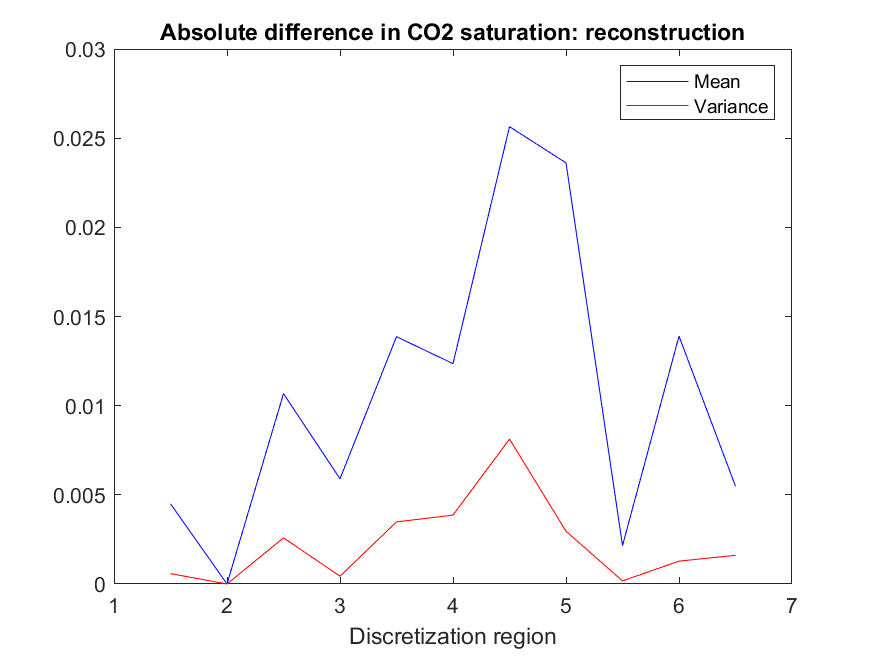 Absolute difference in CO2 saturation: reconstruction
0.03
0.025
0.02
0.015
0.01
0.005
0
Mean
Variance
1 2 3 4 5 6 7
Discretization region